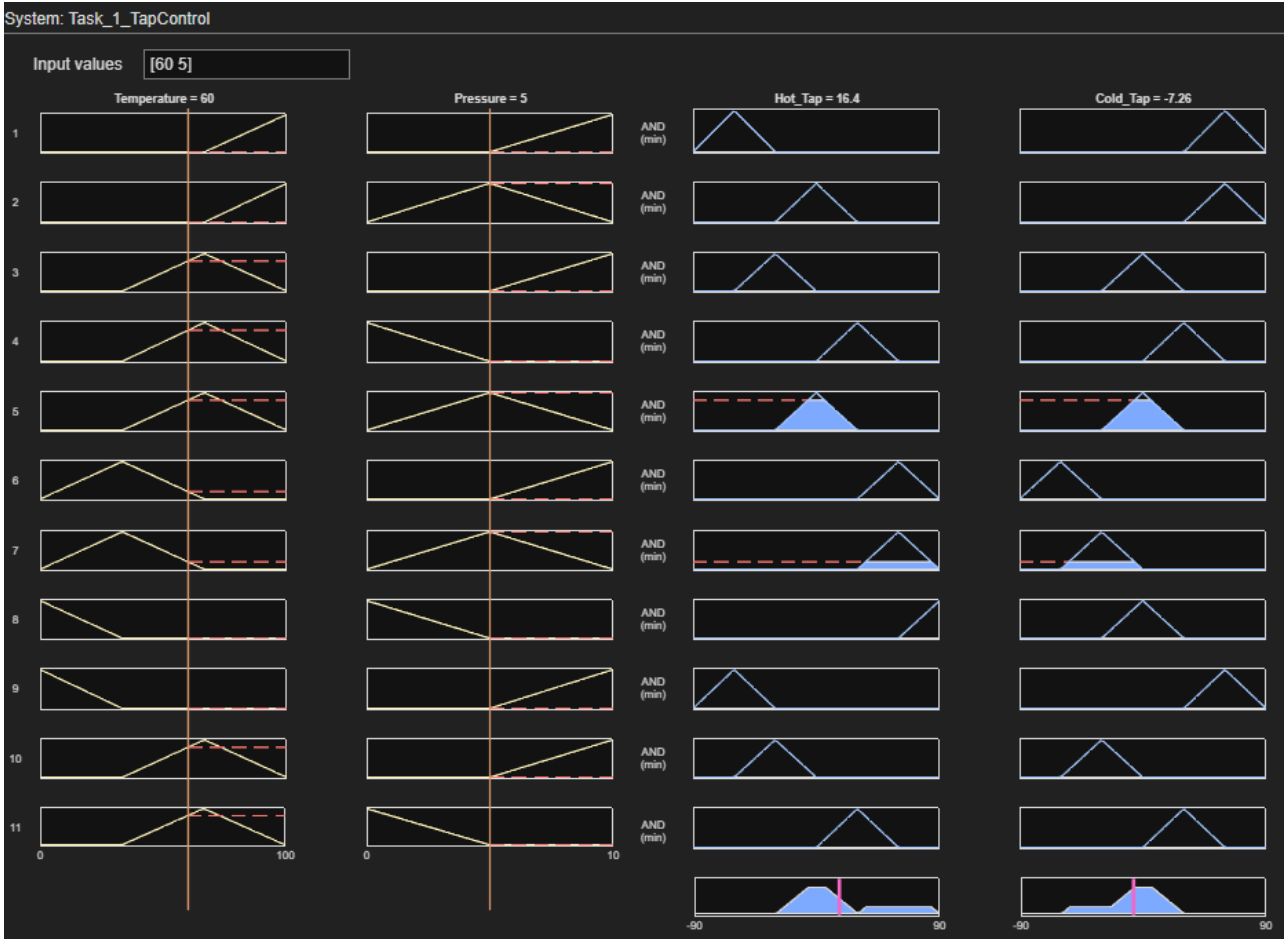 System: Task_1_TapControl
Input values [60 5]
Temperature = 60 Pressure = 5 Hot_Tap = 16.4 Cold_Tap = -7.26
1 AND
(min)
2 AND
(min)
3 AND
(min)
4 AND
(min)
5 AND
(min)
6 AND
(min)
7 AND
(min)
8 AND
(min)
9 AND
(min)
10 AND
(min)
11 AND
(min)
0 100 0 10
-90 90 -90 90